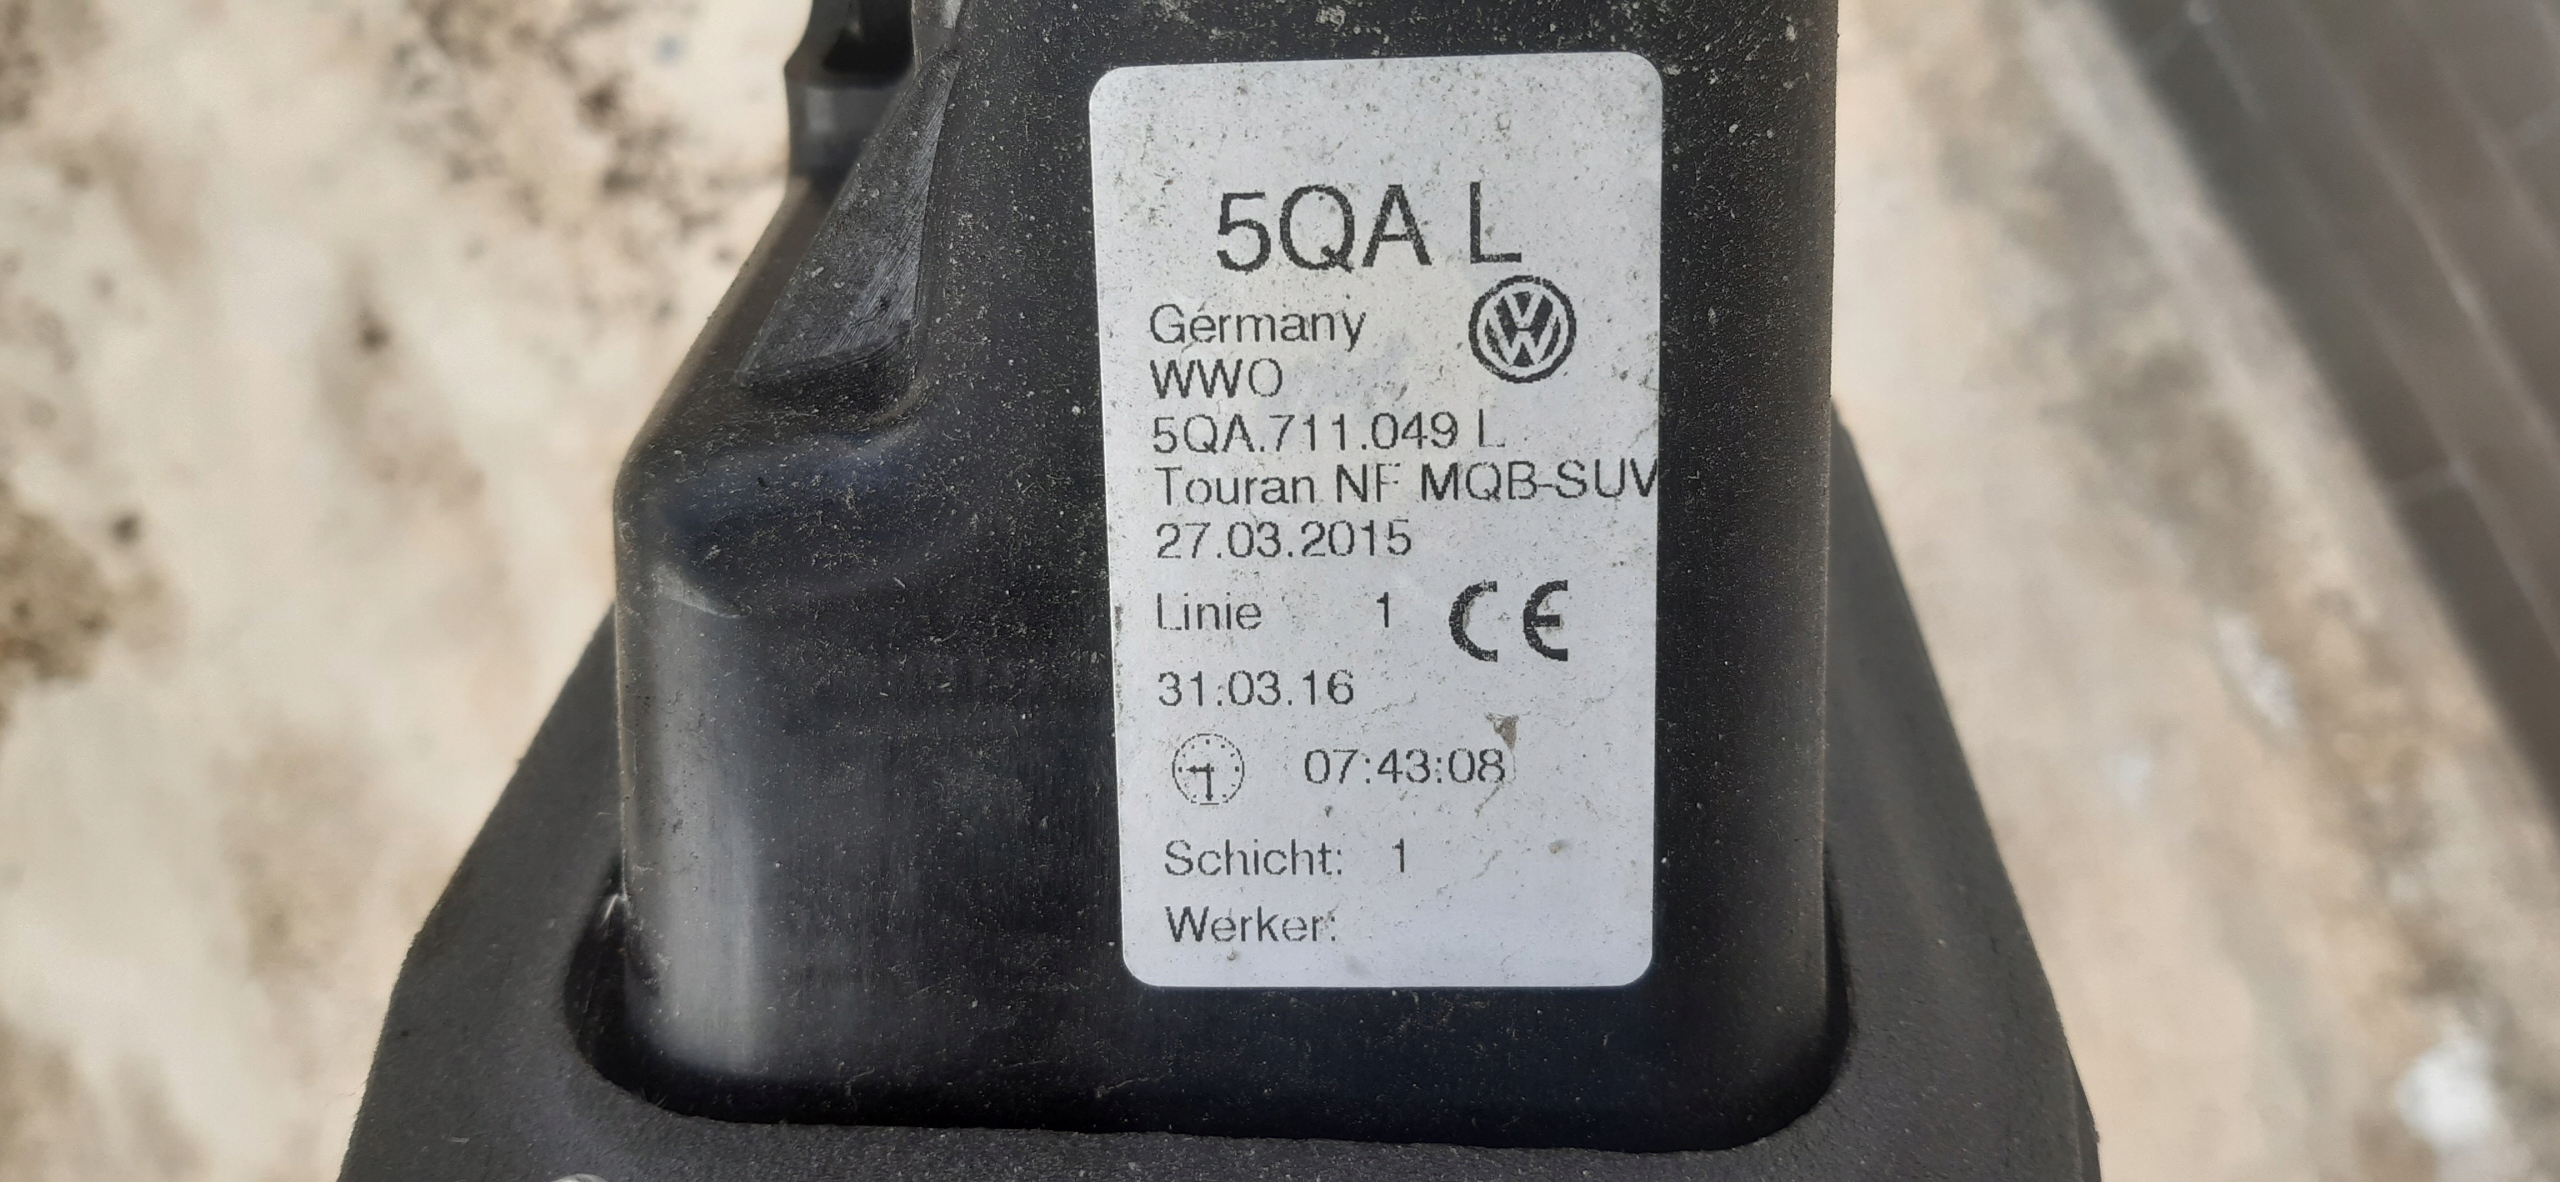 5QA L
Germany
WWO
5QA.711.049 L
Touran NF MQB-SUV
27.03.2015
Linie 1 CE
31.03.16
07:43:08
Schicht: 1
Werker: